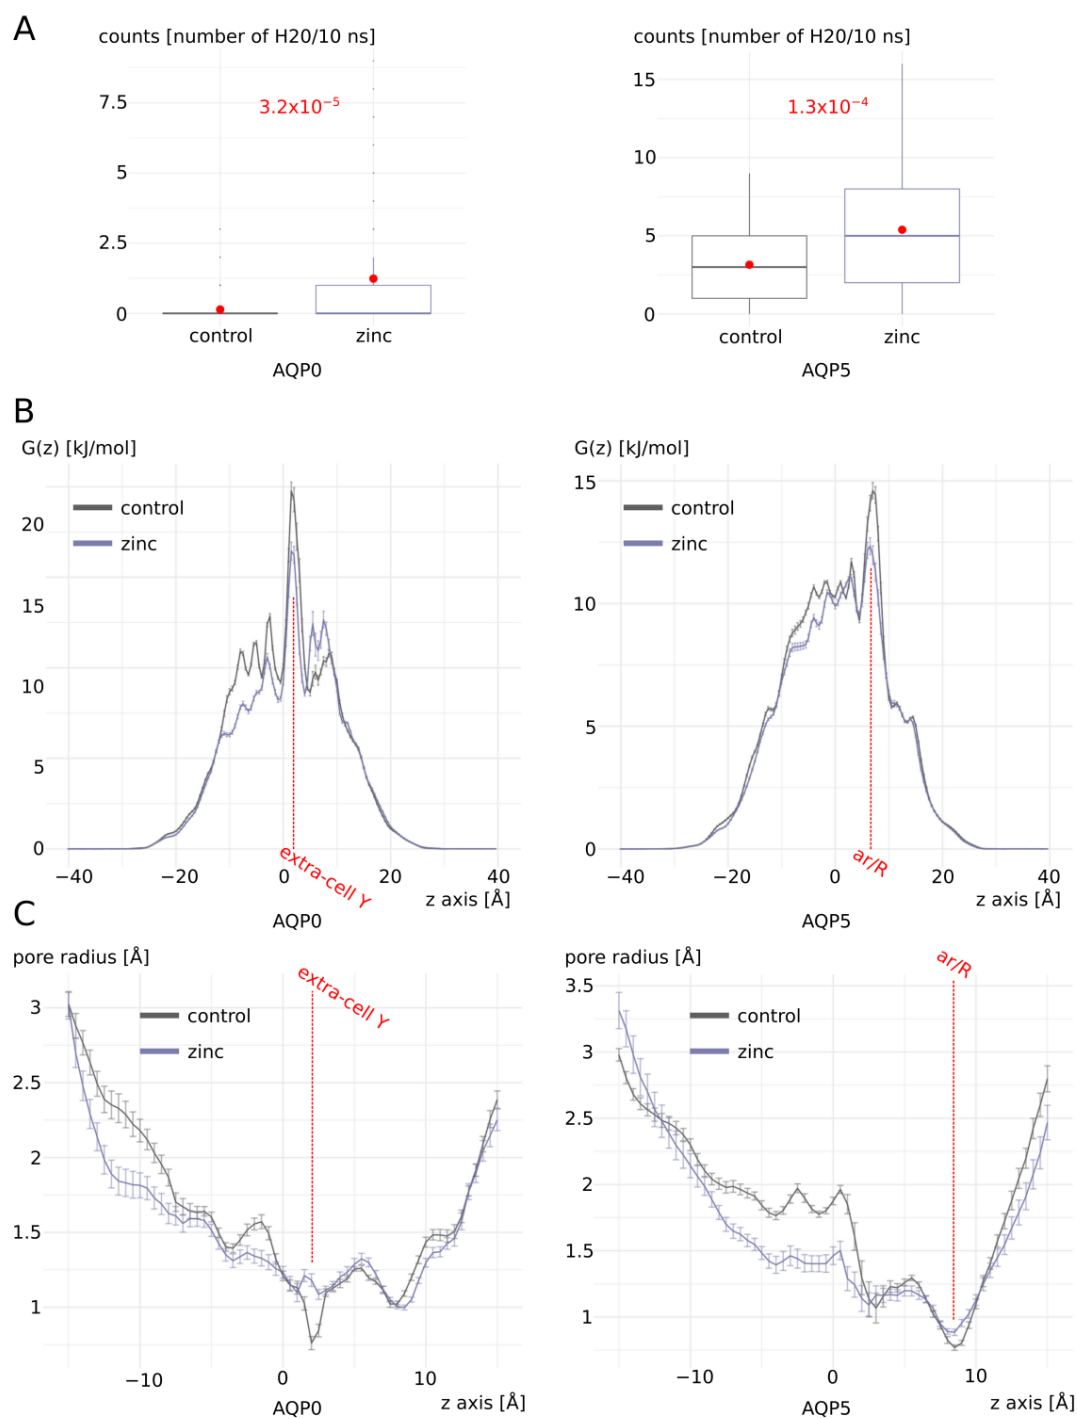 A
counts [number of H20/10 ns]
counts [number of H20/10 ns]
7.5
5
2.5
0
3.2x10⁻⁵
control
zinc
AQP0
15
10
5
0
1.3x10⁻⁴
control
zinc
AQP5
B
G(z) [kJ/mol]
control
zinc
20
15
10
5
0
extra-cell Y
−40
−20
0
20
z axis [Å]
AQP0
G(z) [kJ/mol]
control
zinc
15
10
5
0
ar/R
−40
−20
0
20
40
z axis [Å]
AQP5
C
pore radius [Å]
extra-cell Y
control
zinc
3
2.5
2
1.5
1
−10
0
10
z axis [Å]
AQP0
pore radius [Å]
ar/R
control
zinc
3.5
3
2.5
2
1.5
1
−10
0
10
z axis [Å]
AQP5